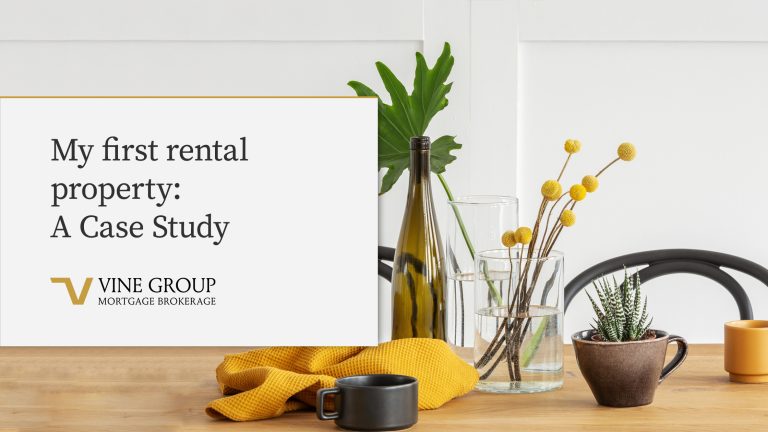 My first rental
property:
A Case Study
VINE GROUP
MORTGAGE BROKERAGE